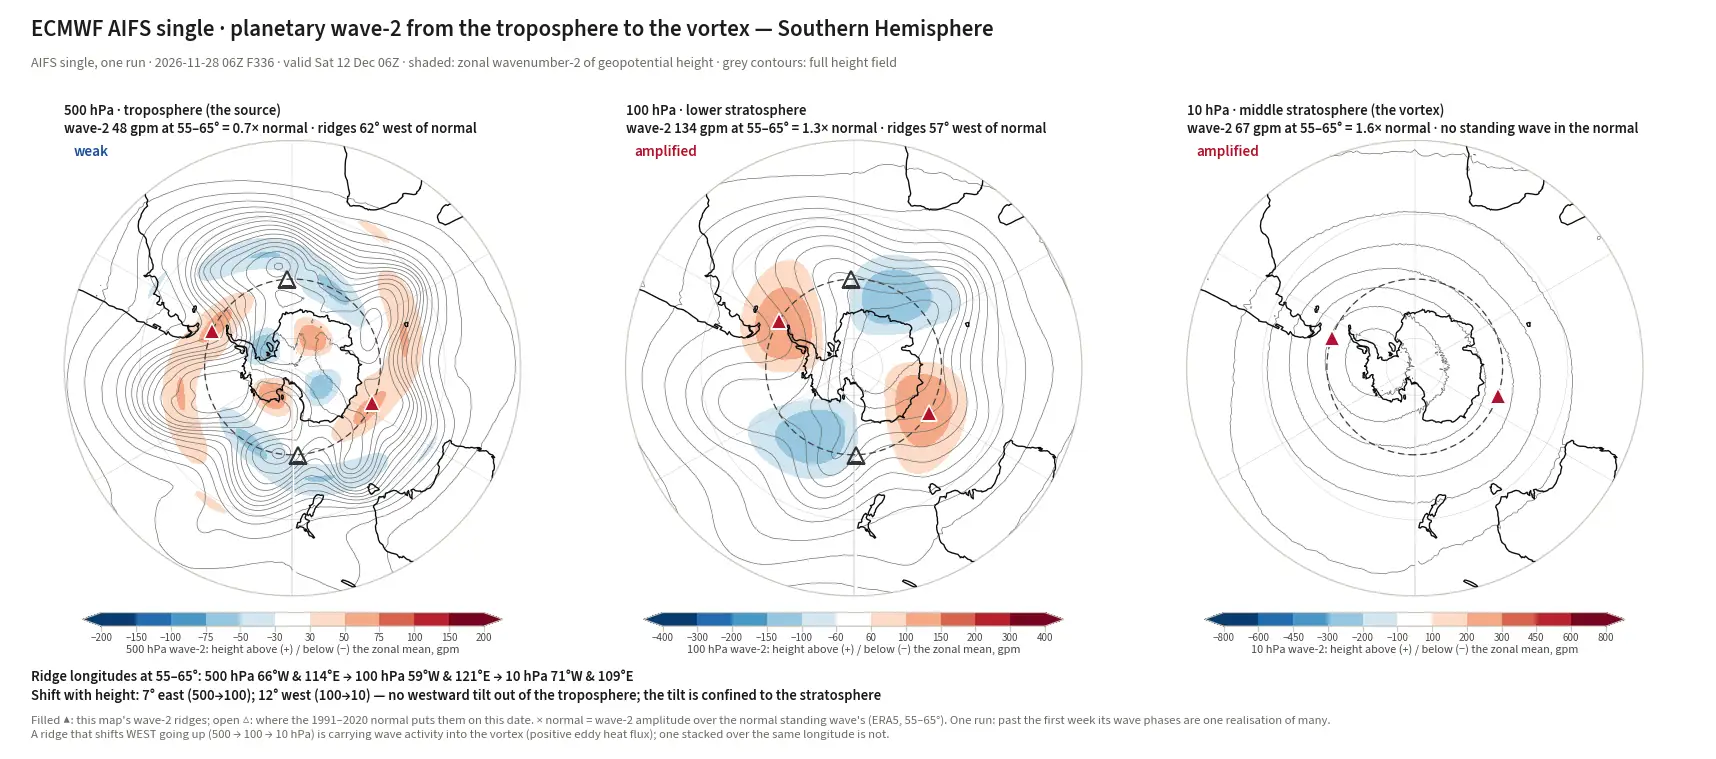 ECMWF AIFS single · planetary wave-2 from the troposphere to the vortex — Southern Hemisphere
AIFS single, one run · 2026-11-28 06Z F336 · valid Sat 12 Dec 06Z · shaded: zonal wavenumber-2 of geopotential height · grey contours: full height field
500 hPa · troposphere (the source)
wave-2 48 gpm at 55–65° = 0.7× normal · ridges 62° west of normal
weak
100 hPa · lower stratosphere
wave-2 134 gpm at 55–65° = 1.3× normal · ridges 57° west of normal
amplified
10 hPa · middle stratosphere (the vortex)
wave-2 67 gpm at 55–65° = 1.6× normal · no standing wave in the normal
amplified
−200 −150 −100 −75 −50 −30 30 50 75 100 150 200
500 hPa wave-2: height above (+) / below (−) the zonal mean, gpm
−400 −300 −200 −150 −100 −60 60 100 150 200 300 400
100 hPa wave-2: height above (+) / below (−) the zonal mean, gpm
−800 −600 −450 −300 −200 −100 100 200 300 450 600 800
10 hPa wave-2: height above (+) / below (−) the zonal mean, gpm
Ridge longitudes at 55–65°: 500 hPa 66°W & 114°E → 100 hPa 59°W & 121°E → 10 hPa 71°W & 109°E
Shift with height: 7° east (500→100); 12° west (100→10) — no westward tilt out of the troposphere; the tilt is confined to the stratosphere
Filled ▲: this map's wave-2 ridges; open △: where the 1991–2020 normal puts them on this date. × normal = wave-2 amplitude over the normal standing wave's (ERA5, 55–65°). One run: past the first week its wave phases are one realisation of many.
A ridge that shifts WEST going up (500 → 100 → 10 hPa) is carrying wave activity into the vortex (positive eddy heat flux); one stacked over the same longitude is not.